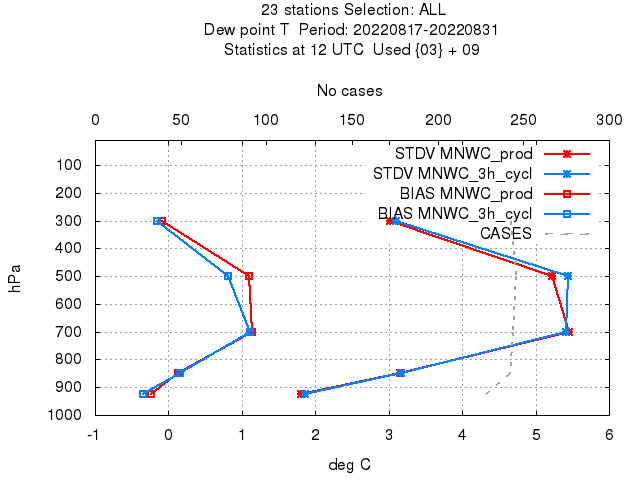 23 stations Selection: ALL
Dew point T  Period: 20220817-20220831
Statistics at 12 UTC  Used {03} + 09
No cases
0 50 100 150 200 250 300
STDV MNWC_prod
STDV MNWC_3h_cycl
BIAS MNWC_prod
BIAS MNWC_3h_cycl
CASES
100
200
300
400
500
600
700
800
900
1000
hPa
-1 0 1 2 3 4 5 6
deg C